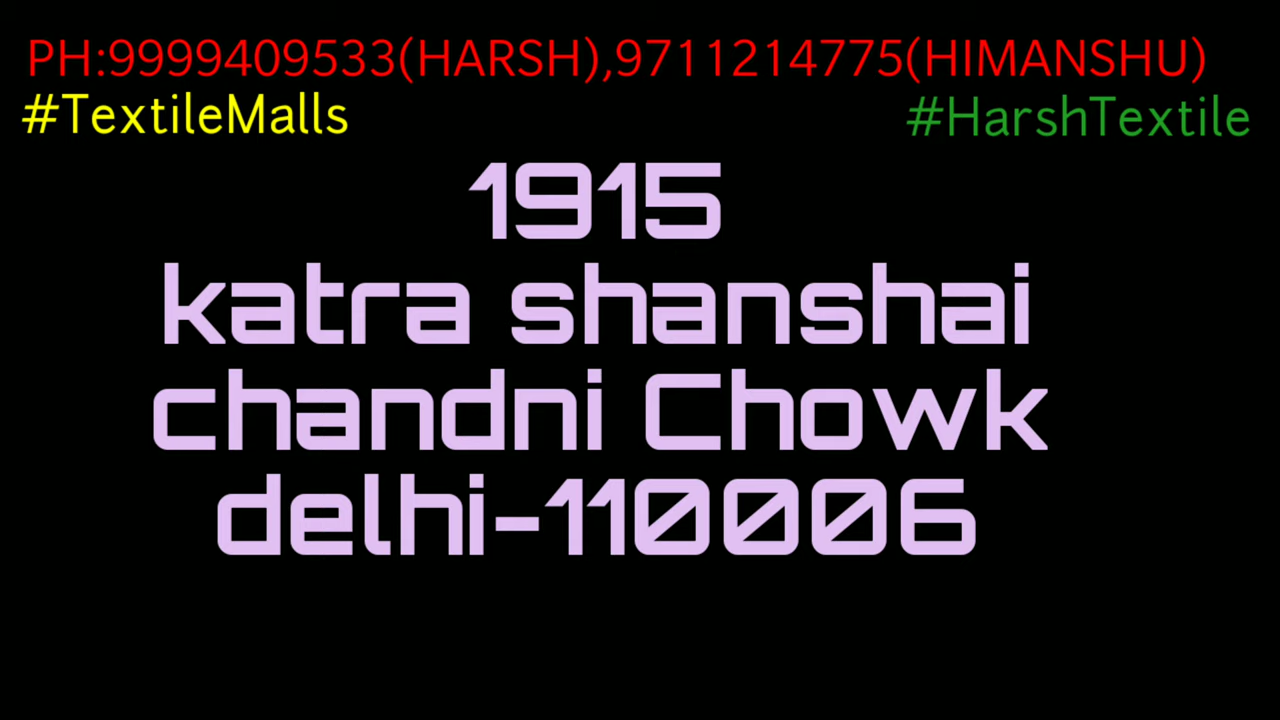 PH:9999409533(HARSH),9711214775(HIMANSHU)
#TextileMalls #HarshTextile
1915
katra shanshai
chandni Chowk
delhi-110006